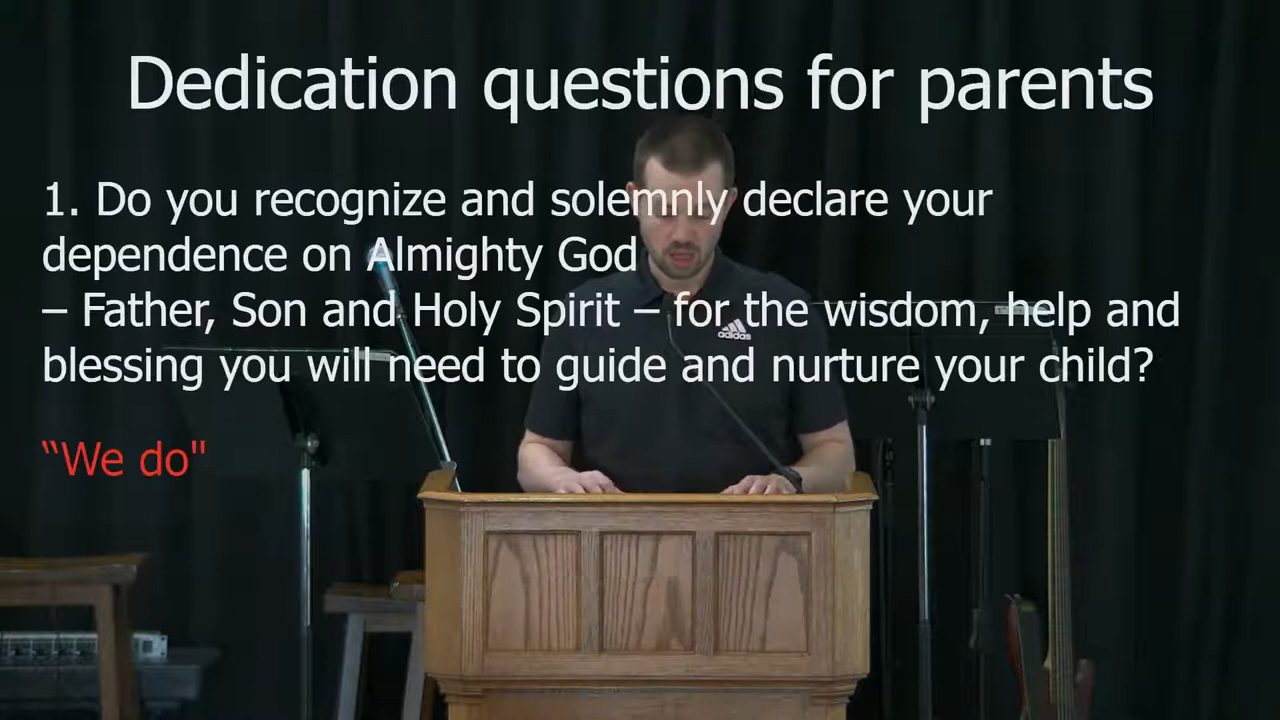 Dedication questions for parents
1. Do you recognize and solemnly declare your
dependence on Almighty God
– Father, Son and Holy Spirit – for the wisdom, help and
blessing you will need to guide and nurture your child?
“We do"
adidas